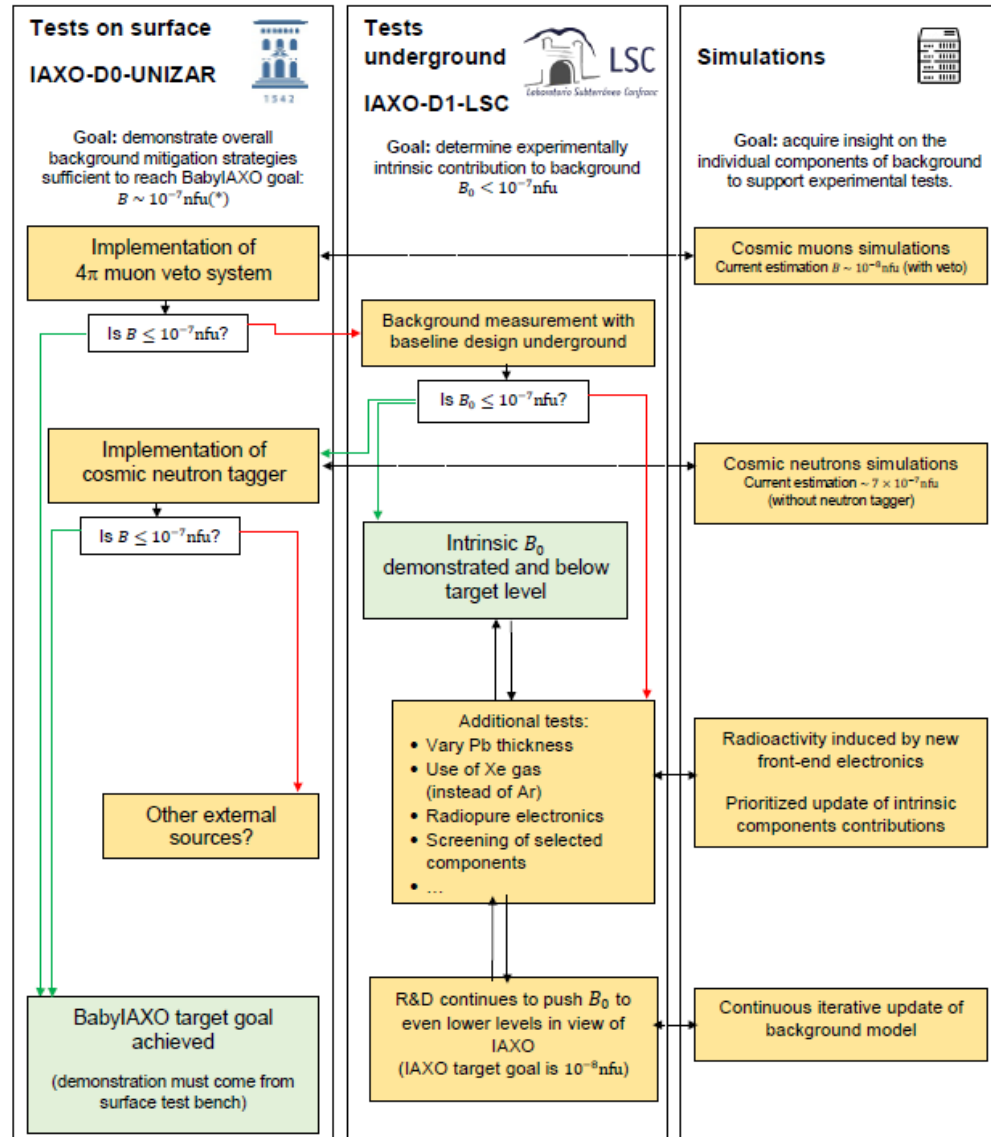 Tests on surface
IAXO-D0-UNIZAR
1542
Goal: demonstrate overall
background mitigation strategies
sufficient to reach BabyIAXO goal:
B ~ 10⁻⁷nfu(*)
Implementation of
4π muon veto system
Is B ≤ 10⁻⁷nfu?
Implementation of
cosmic neutron tagger
Is B ≤ 10⁻⁷nfu?
Other external
sources?
BabyIAXO target goal
achieved
(demonstration must come from
surface test bench)
Tests
underground
IAXO-D1-LSC
LSC
Laboratorio Subterráneo Canfranc
Goal: determine experimentally
intrinsic contribution to background
B₀ < 10⁻⁷nfu
Background measurement with
baseline design underground
Is B₀ ≤ 10⁻⁷nfu?
Intrinsic B₀
demonstrated and below
target level
Additional tests:
• Vary Pb thickness
• Use of Xe gas
(instead of Ar)
• Radiopure electronics
• Screening of selected
components
• ...
R&D continues to push B₀ to
even lower levels in view of
IAXO
(IAXO target goal is 10⁻⁸nfu)
Simulations
Goal: acquire insight on the
individual components of background
to support experimental tests.
Cosmic muons simulations
Current estimation B ~ 10⁻⁸nfu (with veto)
Cosmic neutrons simulations
Current estimation ~ 7 × 10⁻⁷nfu
(without neutron tagger)
Radioactivity induced by new
front-end electronics
Prioritized update of intrinsic
components contributions
Continuous iterative update of
background model